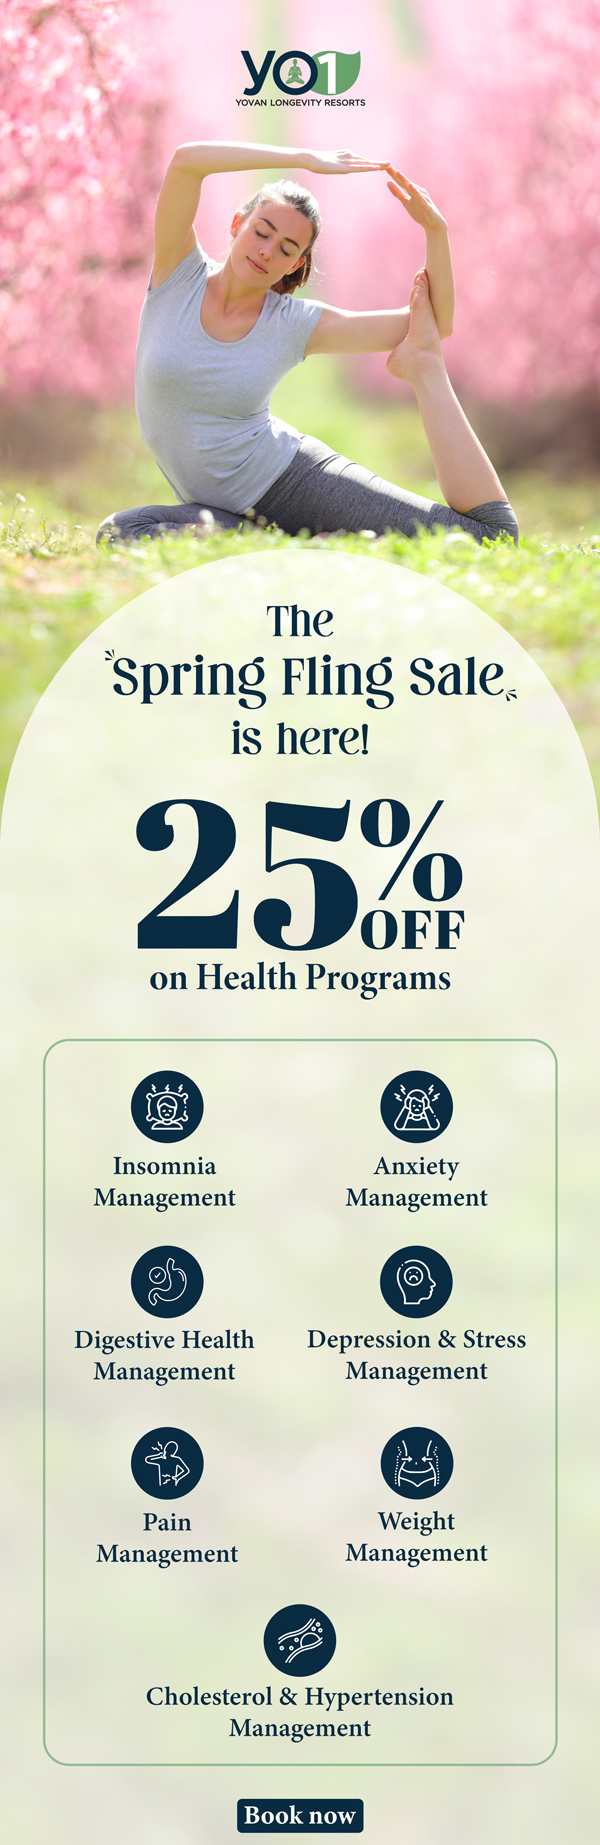 yo1
YOVAN LONGEVITY RESORTS
The
Spring Fling Sale
is here!
25%
OFF
on Health Programs
Insomnia
Management
Anxiety
Management
Digestive Health
Management
Depression & Stress
Management
Pain
Management
Weight
Management
Cholesterol & Hypertension
Management
Book now